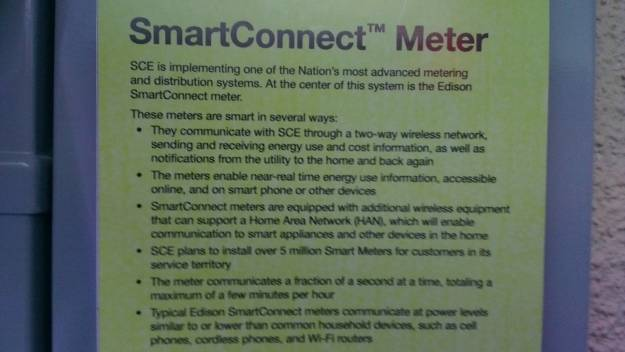 SmartConnect™ Meter
SCE is implementing one of the Nation's most advanced metering
and distribution systems. At the center of this system is the Edison
SmartConnect meter.
These meters are smart in several ways:
• They communicate with SCE through a two-way wireless network,
sending and receiving energy use and cost information, as well as
notifications from the utility to the home and back again
• The meters enable near-real time energy use information, accessible
online, and on smart phone or other devices
• SmartConnect meters are equipped with additional wireless equipment
that can support a Home Area Network (HAN), which will enable
communication to smart appliances and other devices in the home
• SCE plans to install over 5 million Smart Meters for customers in its
service territory
• The meter communicates a fraction of a second at a time, totaling a
maximum of a few minutes per hour
• Typical Edison SmartConnect meters communicate at power levels
similar to or lower than common household devices, such as cell
phones, cordless phones, and Wi-Fi routers